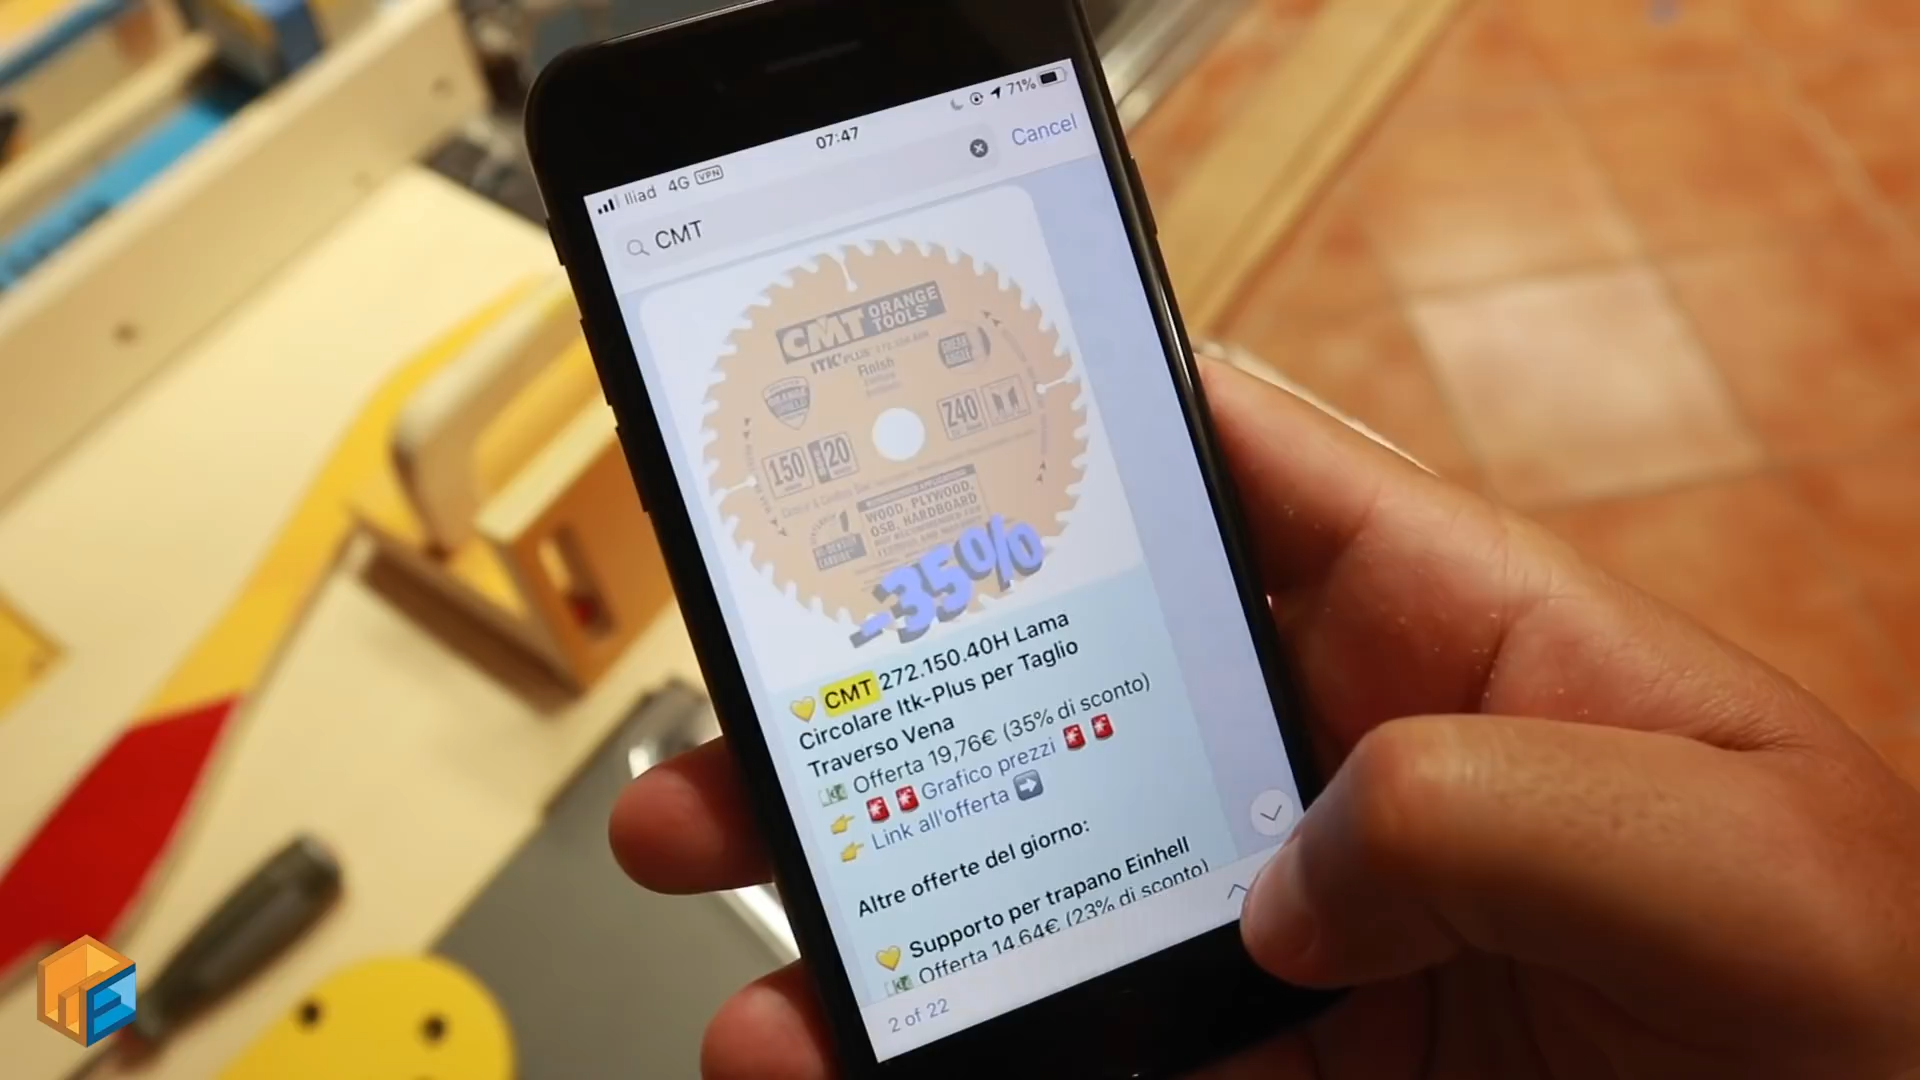 Iliad 4G VPN
07:47
71%
CMT
Cancel
CMT ORANGE TOOLS
ITK PLUS
Finish
150
20
Z40
WOOD, PLYWOOD,
OSB, HARDBOARD
-35%
💛 CMT 272.150.40H Lama
Circolare Itk-Plus per Taglio
Traverso Vena
💶 Offerta 19,76€ (35% di sconto)
👉 🚨 🚨 Grafico prezzi 🚨 🚨
👉 Link all'offerta ➡️
Altre offerte del giorno:
💛 Supporto per trapano Einhell
💶 Offerta 14,64€ (23% di sconto)
2 of 22